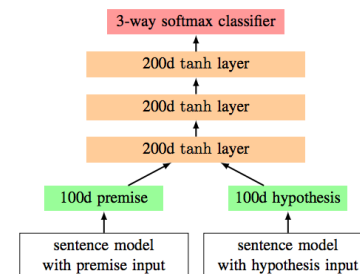 3-way softmax classifier
200d tanh layer
200d tanh layer
200d tanh layer
100d premise
100d hypothesis
sentence model
with premise input
sentence model
with hypothesis input